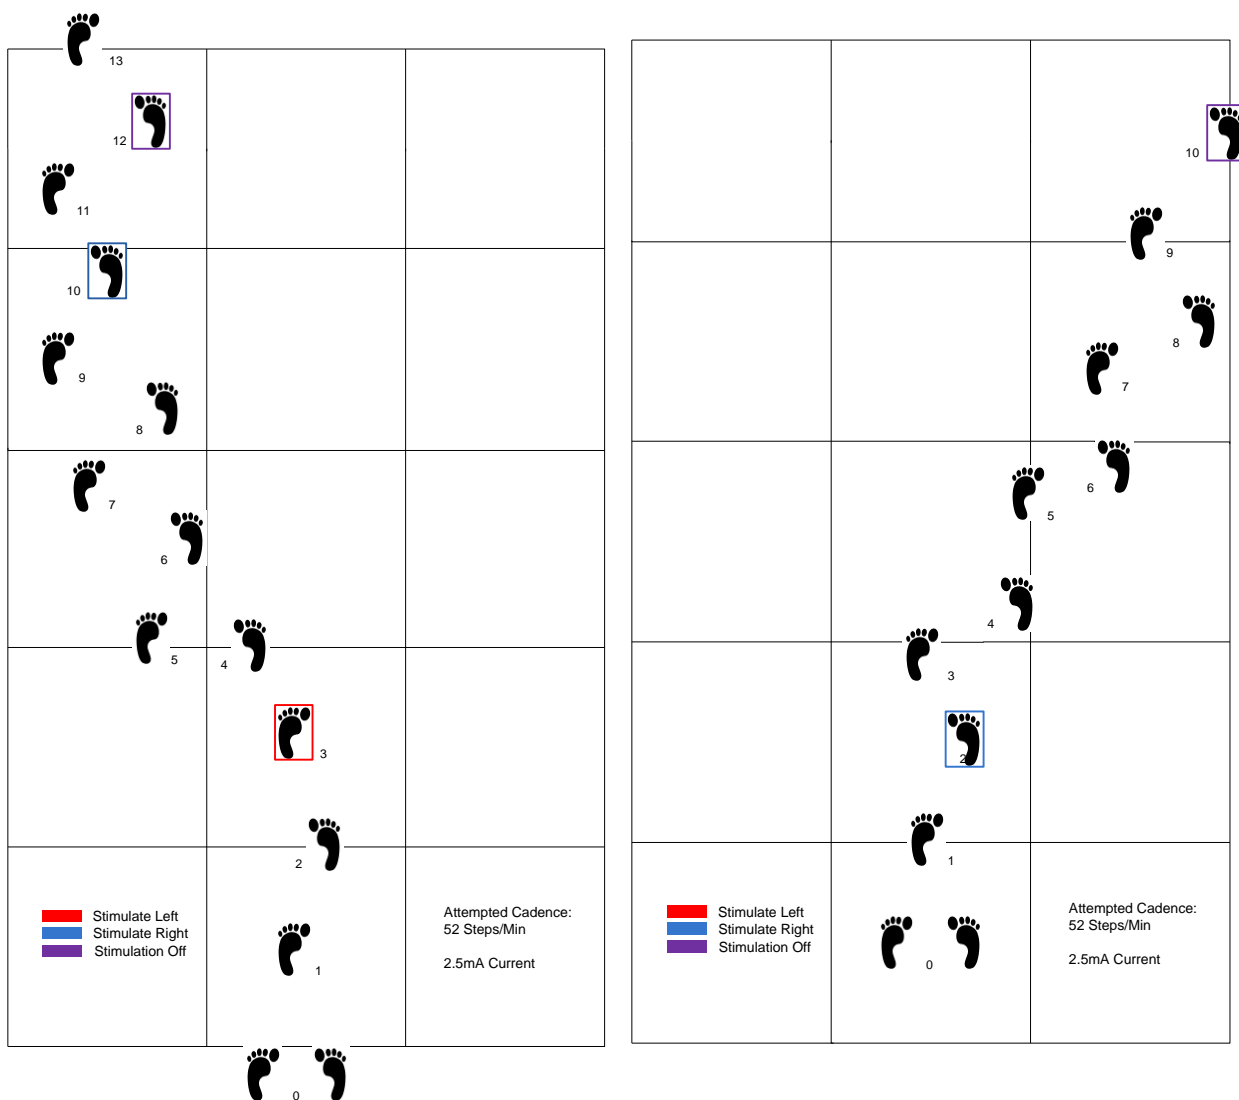 13
12
11
10
9
8
7
6
5
4
3
2
1
0
Stimulate Left
Stimulate Right
Stimulation Off
Attempted Cadence:
52 Steps/Min
2.5mA Current
10
9
8
7
6
5
4
3
2
1
0
Stimulate Left
Stimulate Right
Stimulation Off
Attempted Cadence:
52 Steps/Min
2.5mA Current